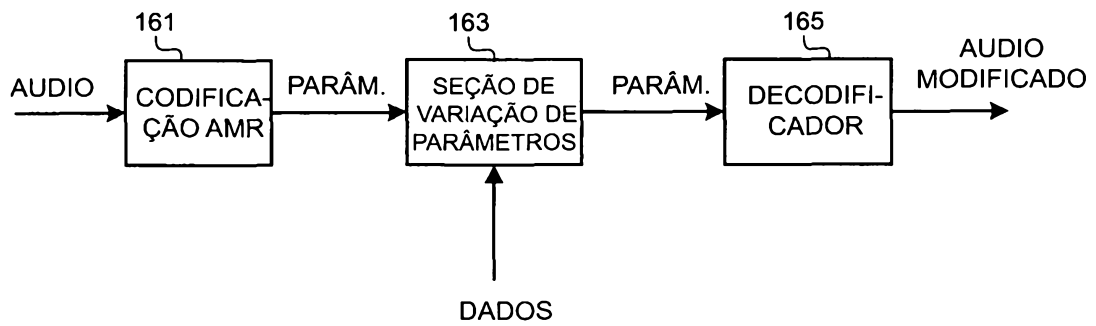 161
163
165
AUDIO
CODIFICA-
ÇÃO AMR
PARÂM.
SEÇÃO DE
VARIAÇÃO DE
PARÂMETROS
PARÂM.
DECODIFI-
CADOR
AUDIO
MODIFICADO
DADOS